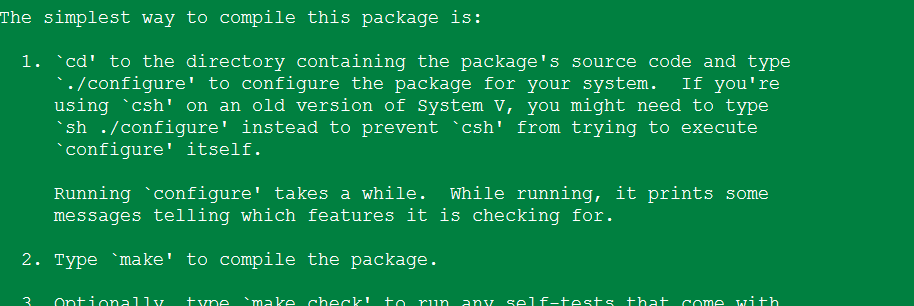 The simplest way to compile this package is:
1. `cd' to the directory containing the package's source code and type
`./configure' to configure the package for your system.  If you're
using `csh' on an old version of System V, you might need to type
`sh ./configure' instead to prevent `csh' from trying to execute
`configure' itself.
Running `configure' takes a while.  While running, it prints some
messages telling which features it is checking for.
2. Type `make' to compile the package.
3. Optionally, type `make check' to run any self-tests that come with